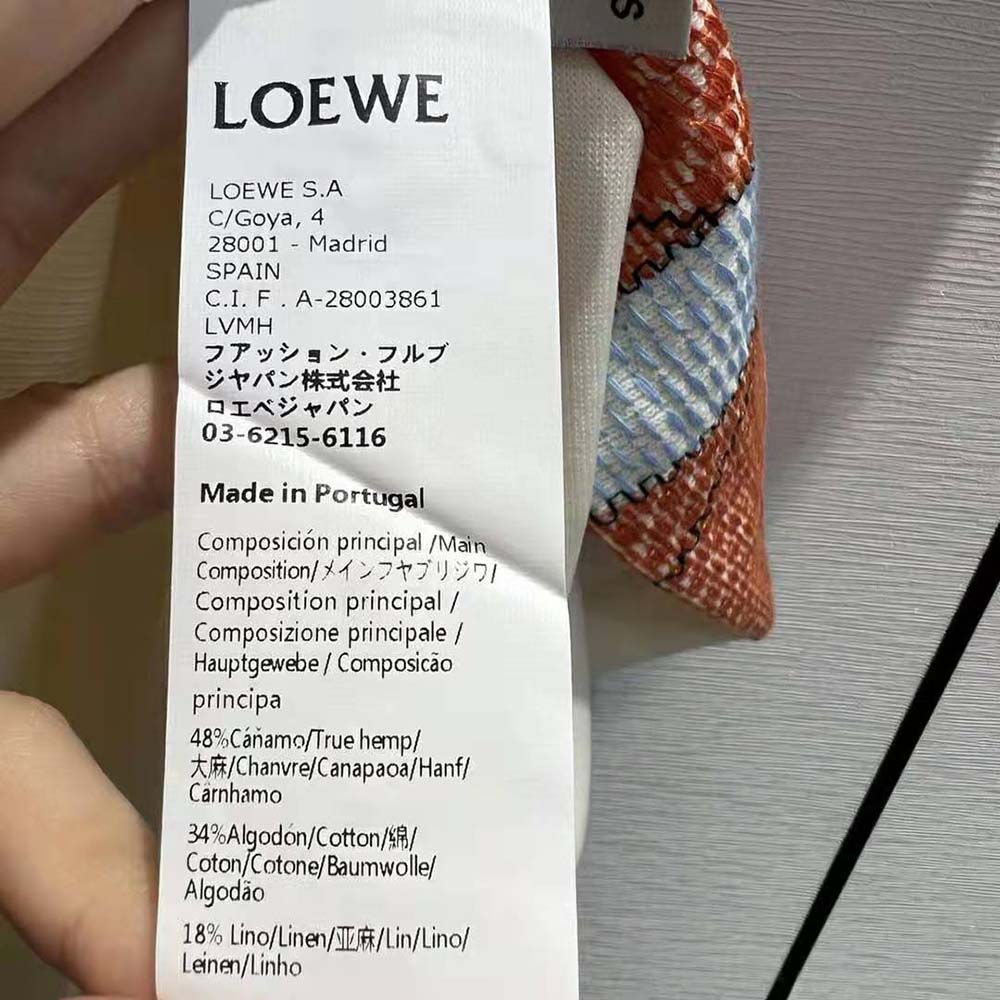 S
LOEWE
LOEWE S.A
C/Goya, 4
28001 - Madrid
SPAIN
C.I. F . A-28003861
LVMH
フアッション・フルブ
ジヤパン株式会社
ロエベジャパン
03-6215-6116
Made in Portugal
Composición principal /Main
Composition/メインフヤブリジワ/
Composition principal /
Composizione principale /
Hauptgewebe / Composicão
principa
48%Cáñamo/True hemp/
大麻/Chanvre/Canapaoa/Hanf/
Cárnhamo
34%Algodón/Cotton/綿/
Coton/Cotone/Baumwolle/
Algodão
18% Lino/Linen/亚麻/Lin/Lino/
Leinen/Linho